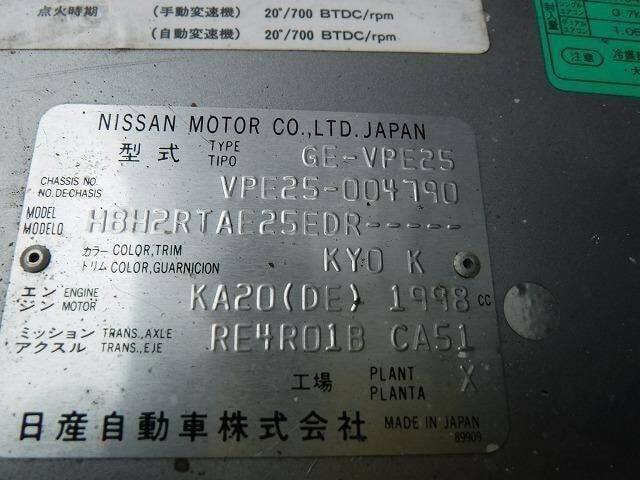 点火時期 (手動変速機) 20°/700 BTDC/rpm
(自動変速機) 20°/700 BTDC/rpm
注意
NISSAN MOTOR CO.,LTD.JAPAN
型式 TYPE TIPO GE-VPE25
CHASSIS NO. NO.DE CHASIS VPE25-004790
MODEL MODELO HBH2RTAE25EDR-----
カラー COLOR,TRIM
トリム COLOR,GUARNICION KY0 K
エンジン ENGINE MOTOR KA20(DE) 1998 cc
ミッション TRANS.,AXLE
アクスル TRANS.,EJE RE4R01B CA51
工場 PLANT PLANTA X
日産自動車株式会社 MADE IN JAPAN
89909